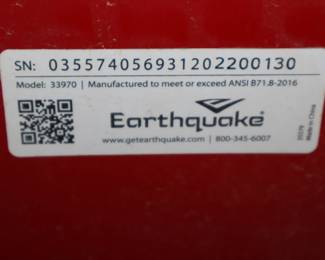 SN: 035574056931202200130
Model: 33970 | Manufactured to meet or exceed ANSI B71.8-2016
Earthquake
www.getearthquake.com | 800-345-6007
Made in China